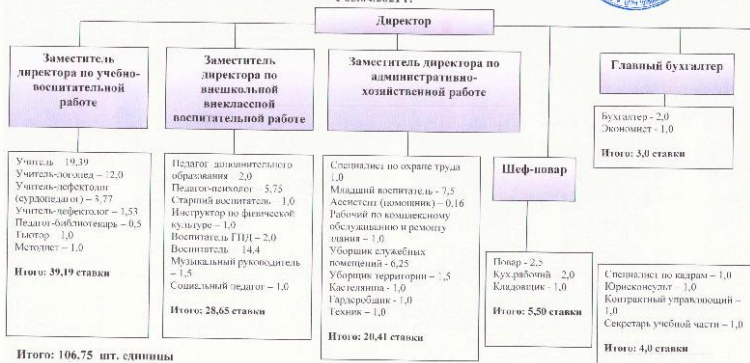 Директор
Заместитель
директора по учебно-
воспитательной
работе
Заместитель
директора по
внешкольной
внеклассной
воспитательной работе
Заместитель директора по
административно-
хозяйственной работе
Главный бухгалтер
Бухгалтер - 2,0
Экономист - 1,0
Итого: 3,0 ставки
Учитель – 19,39
Учитель-логопед – 12,0
Учитель-дефектолог
(сурдопедагог) – 3,77
Учитель-дефектолог – 1,53
Педагог-библиотекарь – 0,5
Тьютор 1,0
Методист – 1,0
Итого: 39,19 ставки
Педагог дополнительного
образования – 2,0
Педагог-психолог – 5,75
Старший воспитатель 1,0
Инструктор по физической
культуре – 1,0
Воспитатель ГПД – 2,0
Воспитатель 14,4
Музыкальный руководитель
– 1,5
Социальный педагог – 1,0
Итого: 28,65 ставки
Специалист по охране труда
1,0
Младший воспитатель - 7,5
Ассистент (помощник) – 0,16
Рабочий по комплексному
обслуживанию и ремонту
здания – 1,0
Уборщик служебных
помещений - 6,25
Уборщик территории – 1,5
Кастелянша – 1,0
Гардеробщик – 1,0
Техник – 1,0
Итого: 20,41 ставки
Шеф-повар
Повар - 2,5
Кух.рабочий 2,0
Кладовщик - 1,0
Итого: 5,50 ставки
Специалист по кадрам – 1,0
Юрисконсульт – 1,0
Контрактный управляющий –
1,0
Секретарь учебной части – 1,0
Итого: 4,0 ставки
Итого: 106,75 шт. единицы